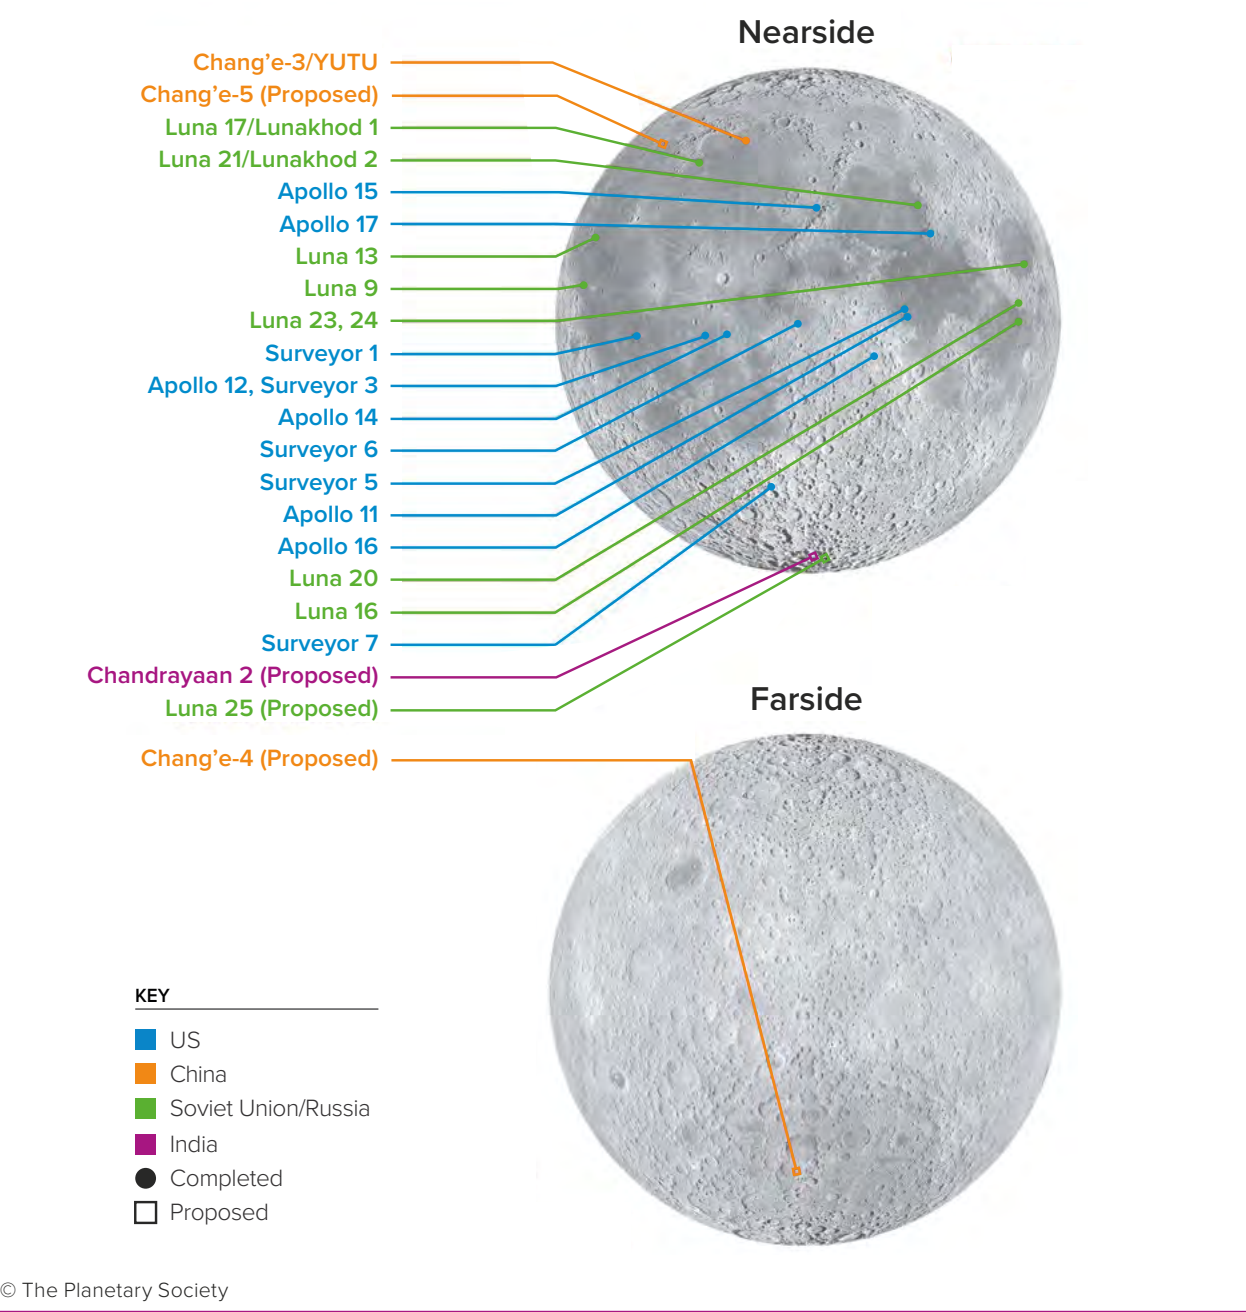 Nearside
Chang’e-3/YUTU
Chang’e-5 (Proposed)
Luna 17/Lunakhod 1
Luna 21/Lunakhod 2
Apollo 15
Apollo 17
Luna 13
Luna 9
Luna 23, 24
Surveyor 1
Apollo 12, Surveyor 3
Apollo 14
Surveyor 6
Surveyor 5
Apollo 11
Apollo 16
Luna 20
Luna 16
Surveyor 7
Chandrayaan 2 (Proposed)
Luna 25 (Proposed)
Farside
Chang’e-4 (Proposed)
KEY
US
China
Soviet Union/Russia
India
Completed
Proposed
© The Planetary Society